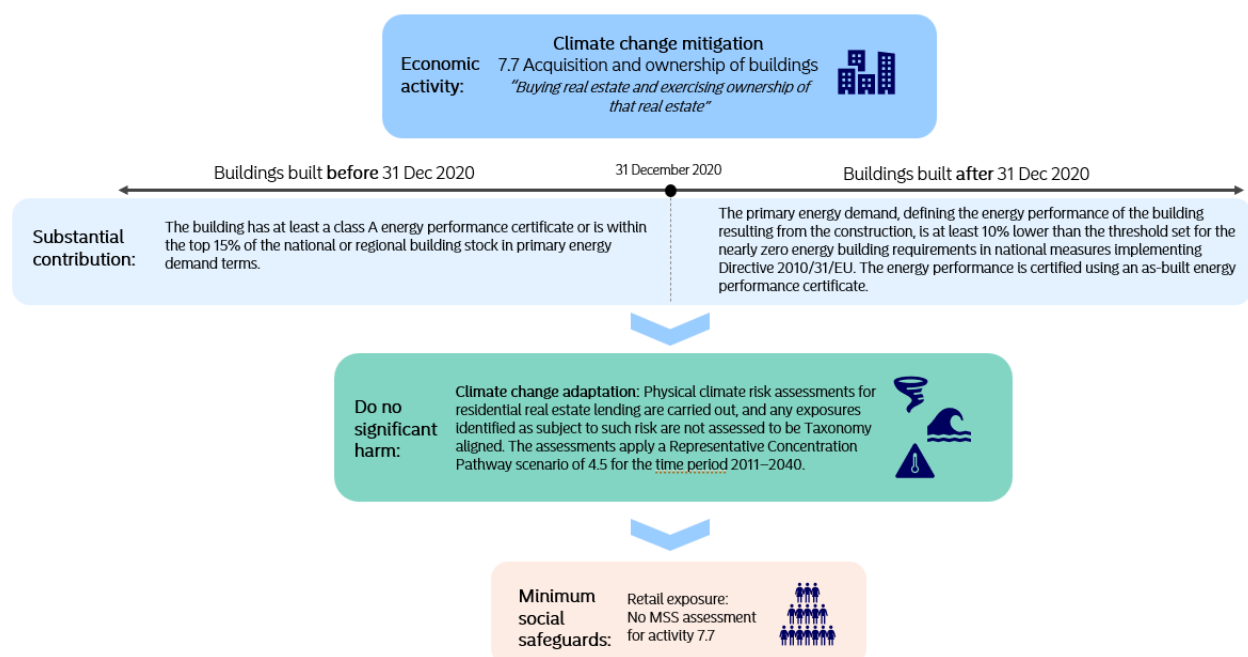 Climate change mitigation
Economic activity:
7.7 Acquisition and ownership of buildings
"Buying real estate and exercising ownership of
that real estate"
Buildings built before 31 Dec 2020
31 December 2020
Buildings built after 31 Dec 2020
Substantial
contribution:
The building has at least a class A energy performance certificate or is within
the top 15% of the national or regional building stock in primary energy
demand terms.
The primary energy demand, defining the energy performance of the building
resulting from the construction, is at least 10% lower than the threshold set for the
nearly zero energy building requirements in national measures implementing
Directive 2010/31/EU. The energy performance is certified using an as-built energy
performance certificate.
Do no
significant
harm:
Climate change adaptation: Physical climate risk assessments for
residential real estate lending are carried out, and any exposures
identified as subject to such risk are not assessed to be Taxonomy
aligned. The assessments apply a Representative Concentration
Pathway scenario of 4.5 for the time period 2011–2040.
Minimum
social
safeguards:
Retail exposure:
No MSS assessment
for activity 7.7